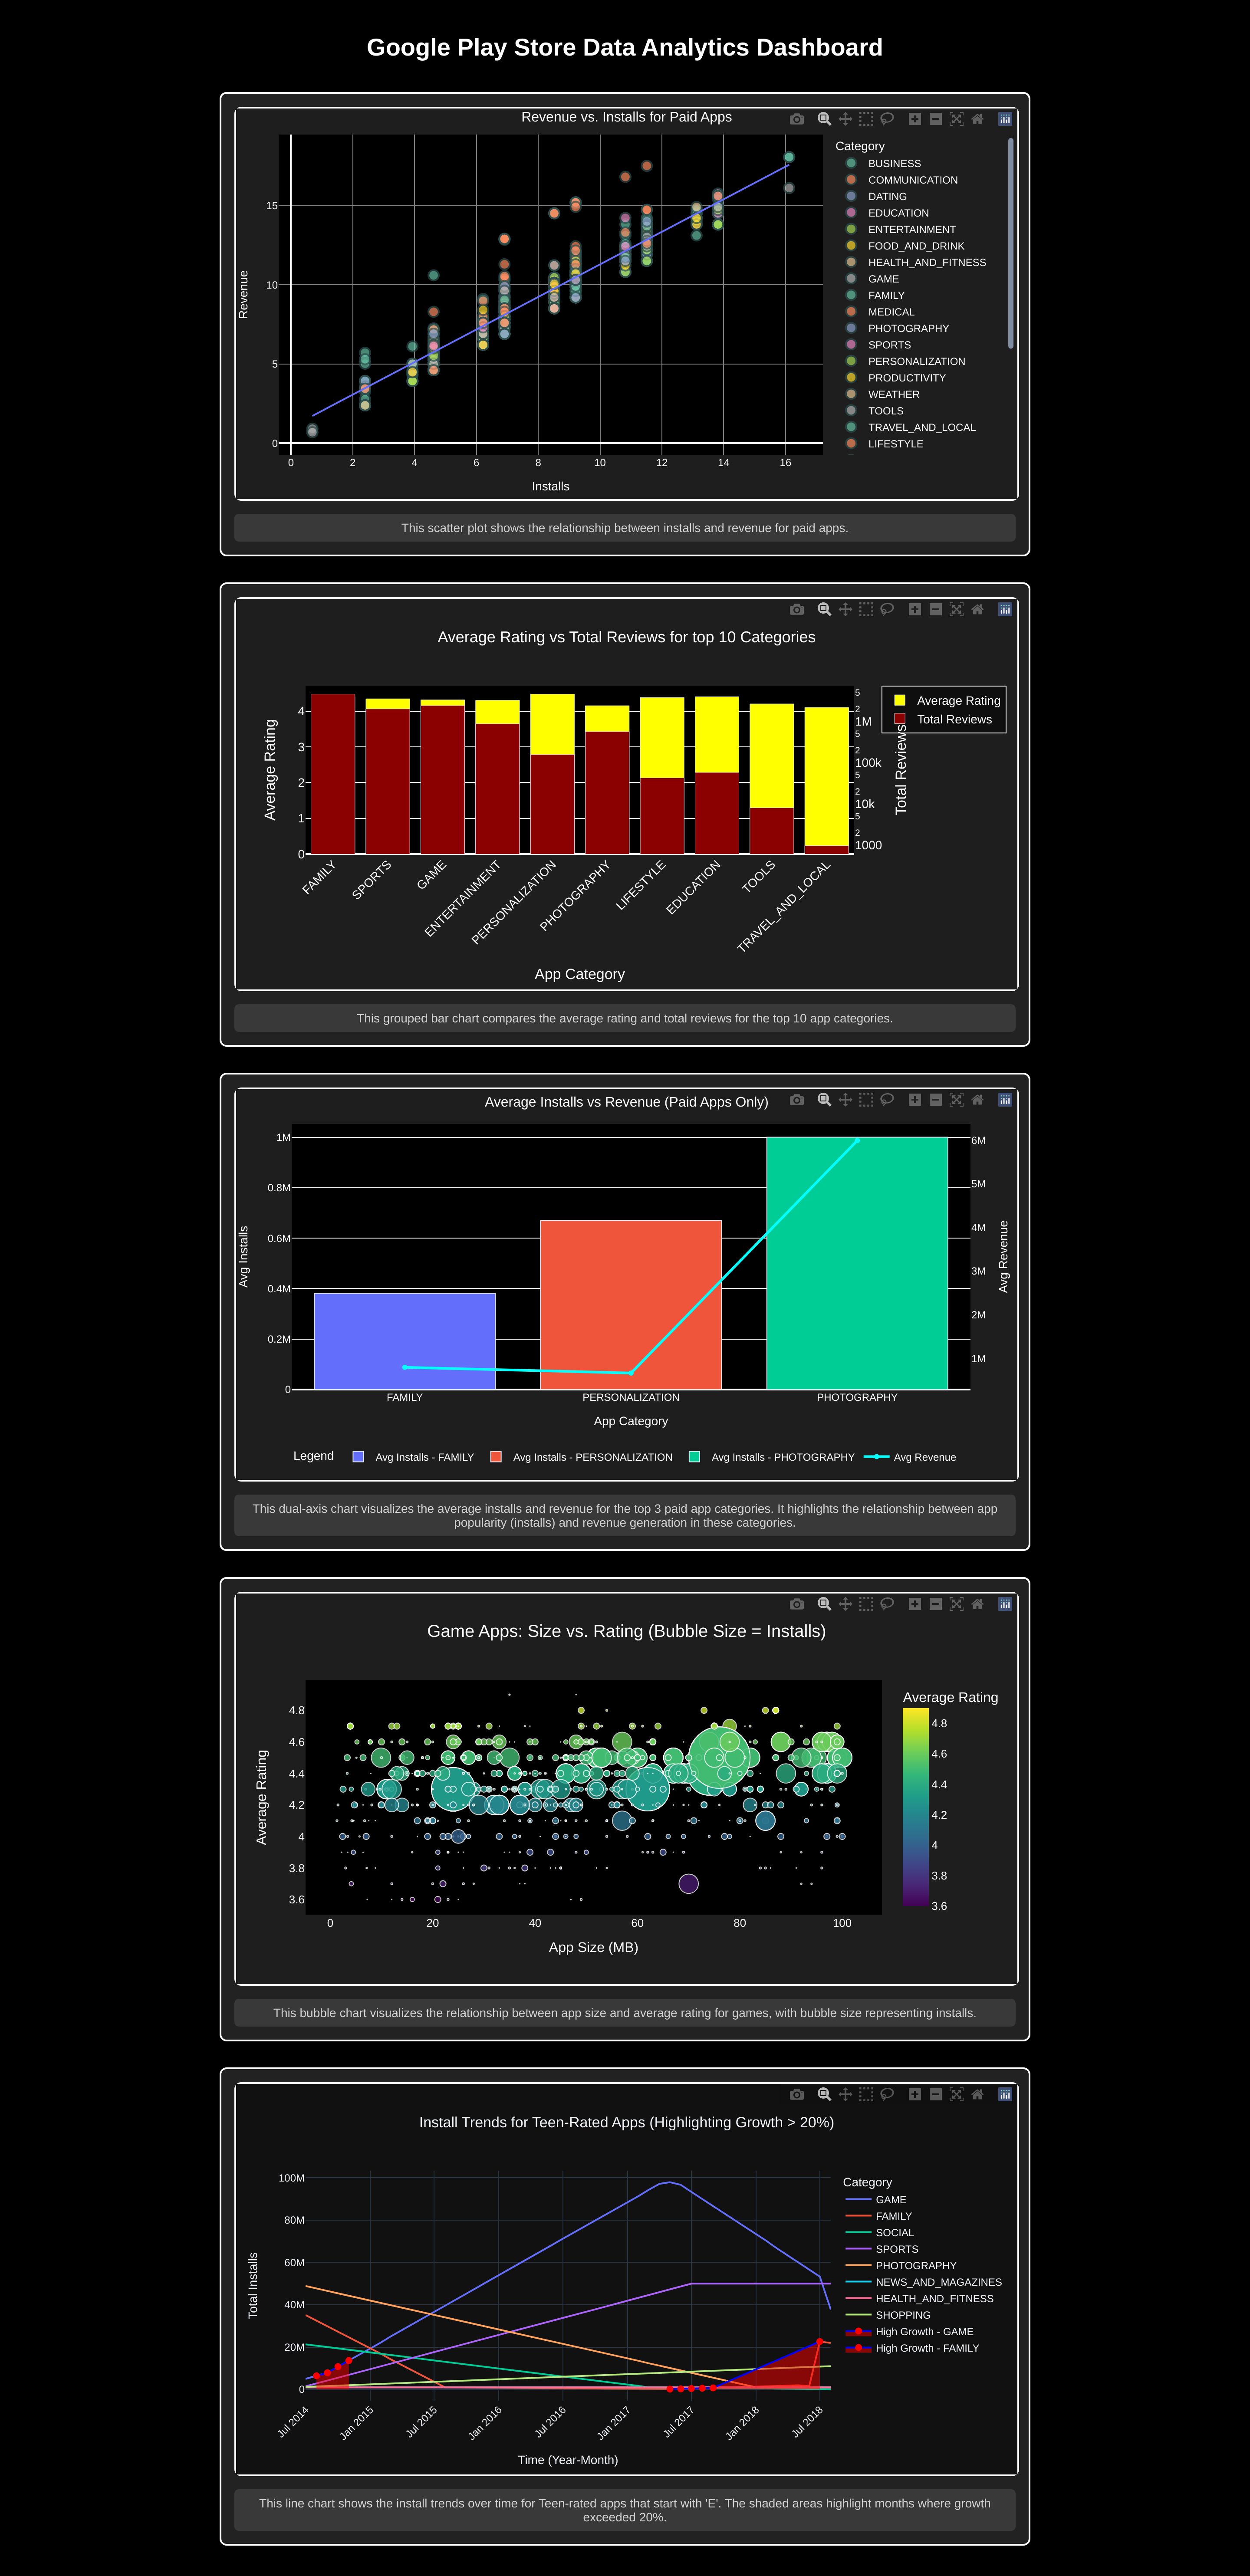 Google Play Store Data Analytics Dashboard
Revenue vs. Installs for Paid Apps
Revenue
15
10
5
0
0 2 4 6 8 10 12 14 16
Installs
Category
BUSINESS
COMMUNICATION
DATING
EDUCATION
ENTERTAINMENT
FOOD_AND_DRINK
HEALTH_AND_FITNESS
GAME
FAMILY
MEDICAL
PHOTOGRAPHY
SPORTS
PERSONALIZATION
PRODUCTIVITY
WEATHER
TOOLS
TRAVEL_AND_LOCAL
LIFESTYLE
This scatter plot shows the relationship between installs and revenue for paid apps.
Average Rating vs Total Reviews for top 10 Categories
Average Rating
4
3
2
1
0
FAMILY
SPORTS
GAME
ENTERTAINMENT
PERSONALIZATION
PHOTOGRAPHY
LIFESTYLE
EDUCATION
TOOLS
TRAVEL_AND_LOCAL
App Category
5
2
1M
5
2
100k
5
2
10k
5
2
1000
Total Reviews
Average Rating
Total Reviews
This grouped bar chart compares the average rating and total reviews for the top 10 app categories.
Average Installs vs Revenue (Paid Apps Only)
Avg Installs
1M
0.8M
0.6M
0.4M
0.2M
0
FAMILY PERSONALIZATION PHOTOGRAPHY
App Category
6M
5M
4M
3M
2M
1M
Avg Revenue
Legend Avg Installs - FAMILY Avg Installs - PERSONALIZATION Avg Installs - PHOTOGRAPHY Avg Revenue
This dual-axis chart visualizes the average installs and revenue for the top 3 paid app categories. It highlights the relationship between app
popularity (installs) and revenue generation in these categories.
Game Apps: Size vs. Rating (Bubble Size = Installs)
Average Rating
4.8
4.6
4.4
4.2
4
3.8
3.6
0 20 40 60 80 100
App Size (MB)
Average Rating
4.8
4.6
4.4
4.2
4
3.8
3.6
This bubble chart visualizes the relationship between app size and average rating for games, with bubble size representing installs.
Install Trends for Teen-Rated Apps (Highlighting Growth > 20%)
Total Installs
100M
80M
60M
40M
20M
0
Jul 2014
Jan 2015
Jul 2015
Jan 2016
Jul 2016
Jan 2017
Jul 2017
Jan 2018
Jul 2018
Time (Year-Month)
Category
GAME
FAMILY
SOCIAL
SPORTS
PHOTOGRAPHY
NEWS_AND_MAGAZINES
HEALTH_AND_FITNESS
SHOPPING
High Growth - GAME
High Growth - FAMILY
This line chart shows the install trends over time for Teen-rated apps that start with 'E'. The shaded areas highlight months where growth
exceeded 20%.